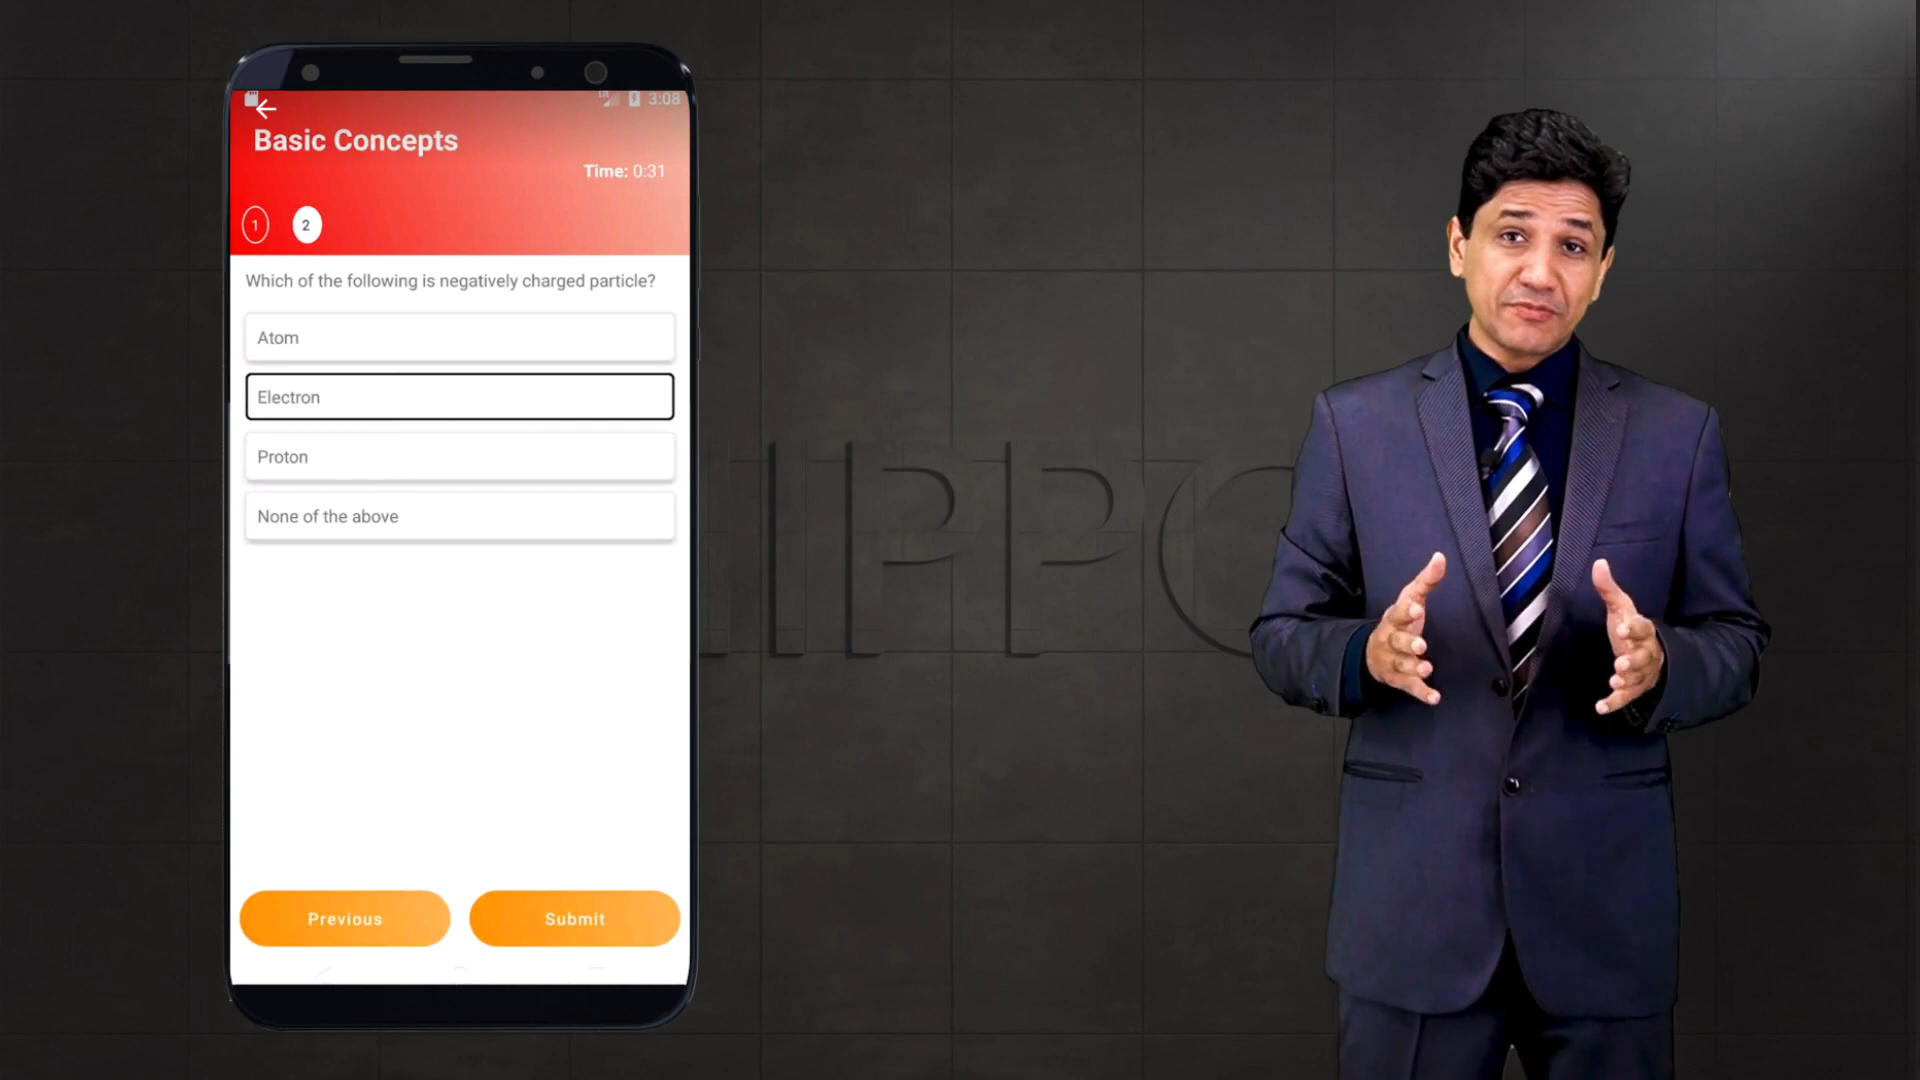 3:08
Basic Concepts
Time: 0:31
1 2
Which of the following is negatively charged particle?
Atom
Electron
Proton
None of the above
Previous Submit